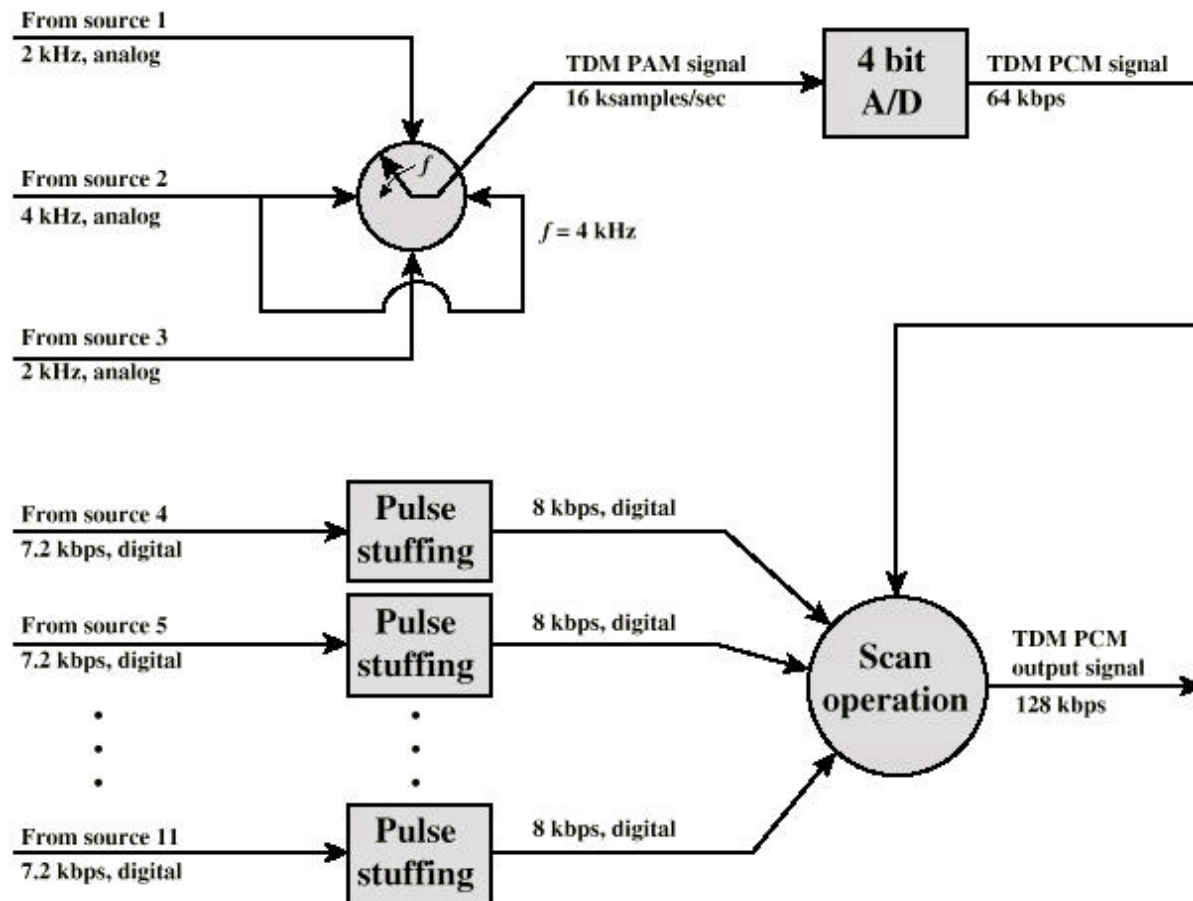 From source 1
2 kHz, analog
TDM PAM signal
16 ksamples/sec
4 bit
A/D
TDM PCM signal
64 kbps
f
From source 2
4 kHz, analog
f = 4 kHz
From source 3
2 kHz, analog
From source 4
7.2 kbps, digital
Pulse
stuffing
8 kbps, digital
From source 5
7.2 kbps, digital
Pulse
stuffing
8 kbps, digital
Scan
operation
TDM PCM
output signal
128 kbps
From source 11
7.2 kbps, digital
Pulse
stuffing
8 kbps, digital